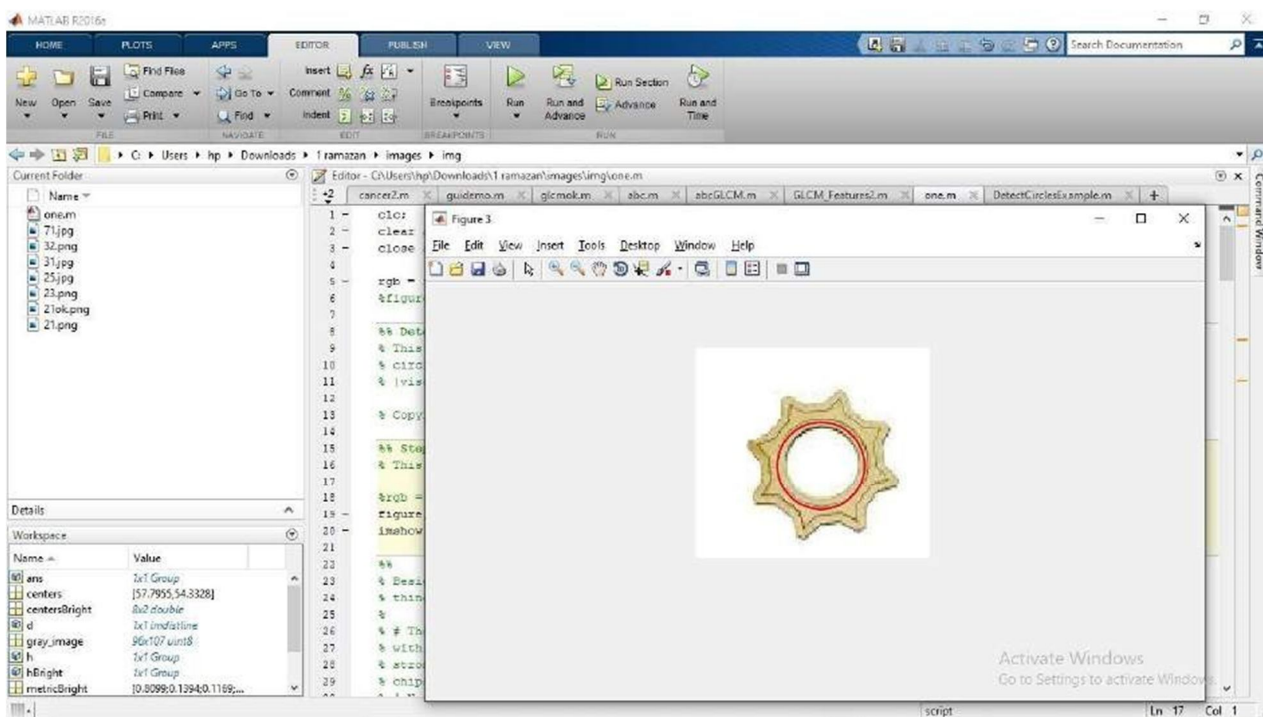 MATLAB R2016a
HOME PLOTS APPS EDITOR PUBLISH VIEW
Search Documentation
New Open Save
Find Files
Compare
Print
Go To
Find
Insert
Comment
Indent
Breakpoints
Run
Run and Advance
Run Section
Advance
Run and Time
FILE NAVIGATE EDIT BREAKPOINTS RUN
C: Users hp Downloads 1 ramazan images img
Current Folder
Name
one.m
71.jpg
32.png
31.jpg
25.jpg
23.png
21ok.png
21.png
Details
Workspace
Name Value
ans 1x1 Group
centers [57.7955,54.3328]
centersBright 8x2 double
d 1x1 imdistline
gray_image 96x107 uint8
h 1x1 Group
hBright 1x1 Group
metricBright [0.8099;0.1394;0.1169;...
Editor - C:\Users\hp\Downloads\1 ramazan\images\img\one.m
+2 cancer2.m guidemo.m glcmok.m abc.m abcGLCM.m GLCM_Features2.m one.m DetectCirclesExample.m +
1 clc;
2 clear
3 close
4
5 rgb =
6 %figur
7
8 %% Det
9 % This
10 % circ
11 % |vis
12
13 % Copy
14
15 %% Ste
16 % This
17
18 %rgb =
19 figure
20 imshow
21
22 %%
23 % Besi
24 % thin
25 %
26 % # Th
27 % with
28 % stro
29 % chip
Figure 3
File Edit View Insert Tools Desktop Window Help
Activate Windows
Go to Settings to activate Windows.
Command Window
script Ln 17 Col 1